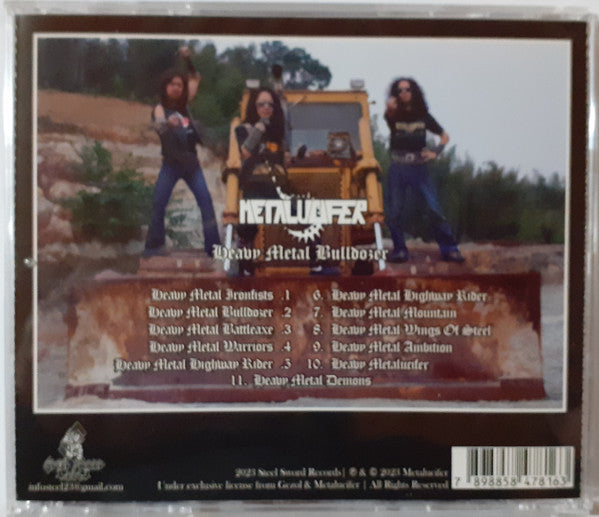 METALUCIFER
Heavy Metal Bulldozer
Heavy Metal Ironfists .1
Heavy Metal Bulldozer .2
Heavy Metal Battleaxe .3
Heavy Metal Warriors .4
Heavy Metal Highway Rider .5
6. Heavy Metal Highway Rider
7. Heavy Metal Mountain
8. Heavy Metal Wings Of Steel
9. Heavy Metal Ambition
10. Heavy Metalucifer
11. Heavy Metal Demons
infosteel23@gmail.com
2023 Steel Sword Records| ℗ & © 2023 Metalucifer
Under exclusive license from Gezol & Metalucifer | All Rights Reserved
7 898858 478163